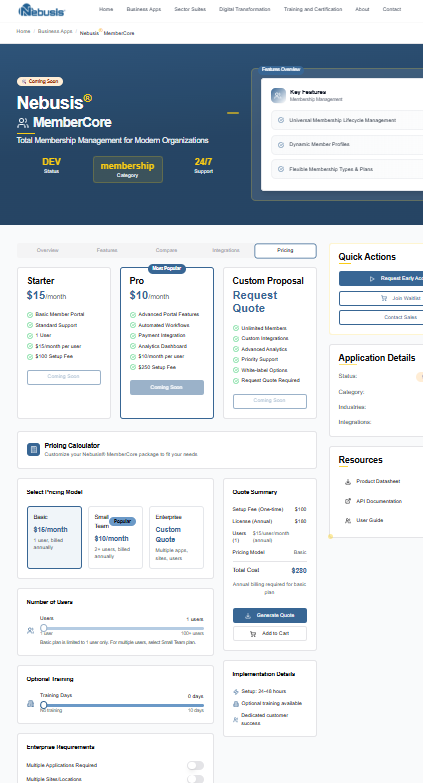 Nebusis®
Home
Business Apps
Sector Suites
Digital Transformation
Training and Certification
About
Contact
Home / Business Apps / Nebusis® MemberCore
Coming Soon
Nebusis®
MemberCore
Total Membership Management for Modern Organizations
DEV
Status
membership
Category
24/7
Support
Features Overview
Key Features
Membership Management
Universal Membership Lifecycle Management
Dynamic Member Profiles
Flexible Membership Types & Plans
Overview
Features
Compare
Integrations
Pricing
Starter
$15/month
Basic Member Portal
Standard Support
1 User
$15/month per user
$100 Setup Fee
Coming Soon
Most Popular
Pro
$10/month
Advanced Portal Features
Automated Workflows
Payment Integration
Analytics Dashboard
$10/month per user
$250 Setup Fee
Coming Soon
Custom Proposal
Request
Quote
Unlimited Members
Custom Integrations
Advanced Analytics
Priority Support
White-label Options
Request Quote Required
Coming Soon
Quick Actions
Request Early Acc
Join Waitlist
Contact Sales
Application Details
Status:
Category:
Industries:
Integrations:
Resources
Product Datasheet
API Documentation
User Guide
Pricing Calculator
Customize your Nebusis® MemberCore package to fit your needs
Select Pricing Model
Basic
$15/month
1 user, billed
annually
Small
Team
Popular
$10/month
2+ users, billed
annually
Enterprise
Custom
Quote
Multiple apps,
sites, users
Number of Users
Users
1 users
1 user
100+ users
Basic plan is limited to 1 user only. For multiple users, select Small Team plan.
Optional Training
Training Days
0 days
No training
10 days
Enterprise Requirements
Multiple Applications Required
Multiple Sites/Locations
Quote Summary
Setup Fee (One-time)
$100
License (Annual)
$180
Users
(1)
$15/user/month
(annual)
Pricing Model
Basic
Total Cost
$280
Annual billing required for basic
plan
Generate Quote
Add to Cart
Implementation Details
Setup: 24-48 hours
Optional training available
Dedicated customer
success